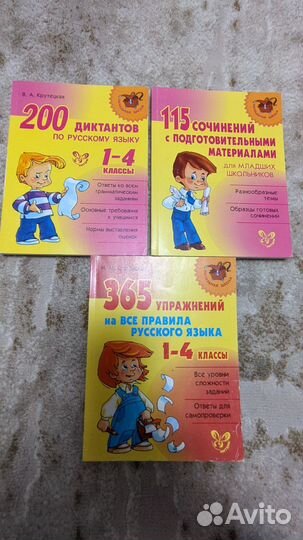 В. А. Крутецкая
200 ДИКТАНТОВ
ПО РУССКОМУ ЯЗЫКУ
1–4
КЛАССЫ
Ответы ко всем
грамматическим
заданиям
Основные требования
к учащимся
Нормы выставления
оценок
115 СОЧИНЕНИЙ
С ПОДГОТОВИТЕЛЬНЫМИ
МАТЕРИАЛАМИ
ДЛЯ МЛАДШИХ
ШКОЛЬНИКОВ
Разнообразные
темы
Образцы готовых
сочинений
365 УПРАЖНЕНИЙ
НА ВСЕ ПРАВИЛА
РУССКОГО ЯЗЫКА
1–4 КЛАССЫ
Все уровни
сложности
заданий
Ответы для
самопроверки
Avito